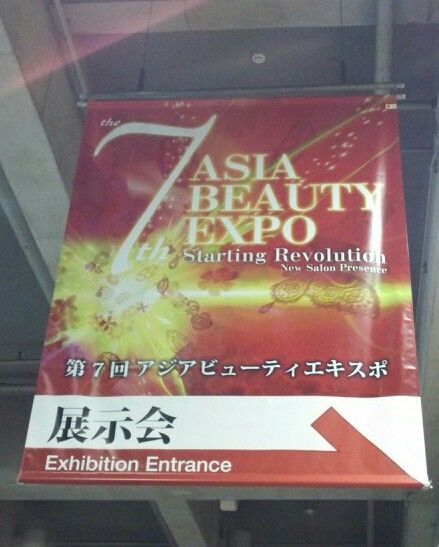 the 7th
ASIA
BEAUTY
EXPO
Starting Revolution
New Salon Presence
第7回 アジアビューティエキスポ
展示会
Exhibition Entrance